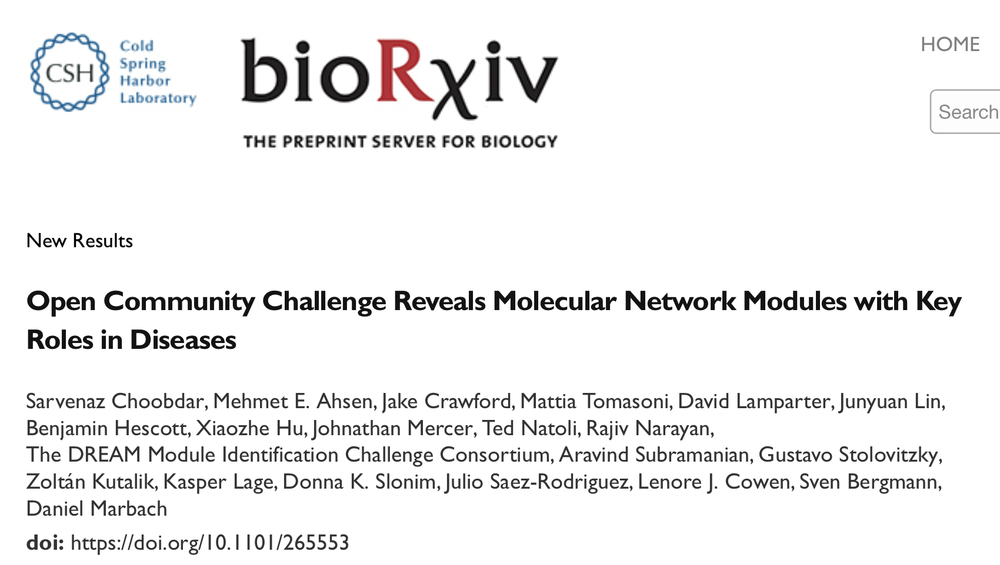 CSH
Cold
Spring
Harbor
Laboratory
bioRχiv
THE PREPRINT SERVER FOR BIOLOGY
HOME
Search
New Results
Open Community Challenge Reveals Molecular Network Modules with Key
Roles in Diseases
Sarvenaz Choobdar, Mehmet E. Ahsen, Jake Crawford, Mattia Tomasoni, David Lamparter, Junyuan Lin,
Benjamin Hescott, Xiaozhe Hu, Johnathan Mercer, Ted Natoli, Rajiv Narayan,
The DREAM Module Identification Challenge Consortium, Aravind Subramanian, Gustavo Stolovitzky,
Zoltán Kutalik, Kasper Lage, Donna K. Slonim, Julio Saez-Rodriguez, Lenore J. Cowen, Sven Bergmann,
Daniel Marbach
doi: https://doi.org/10.1101/265553